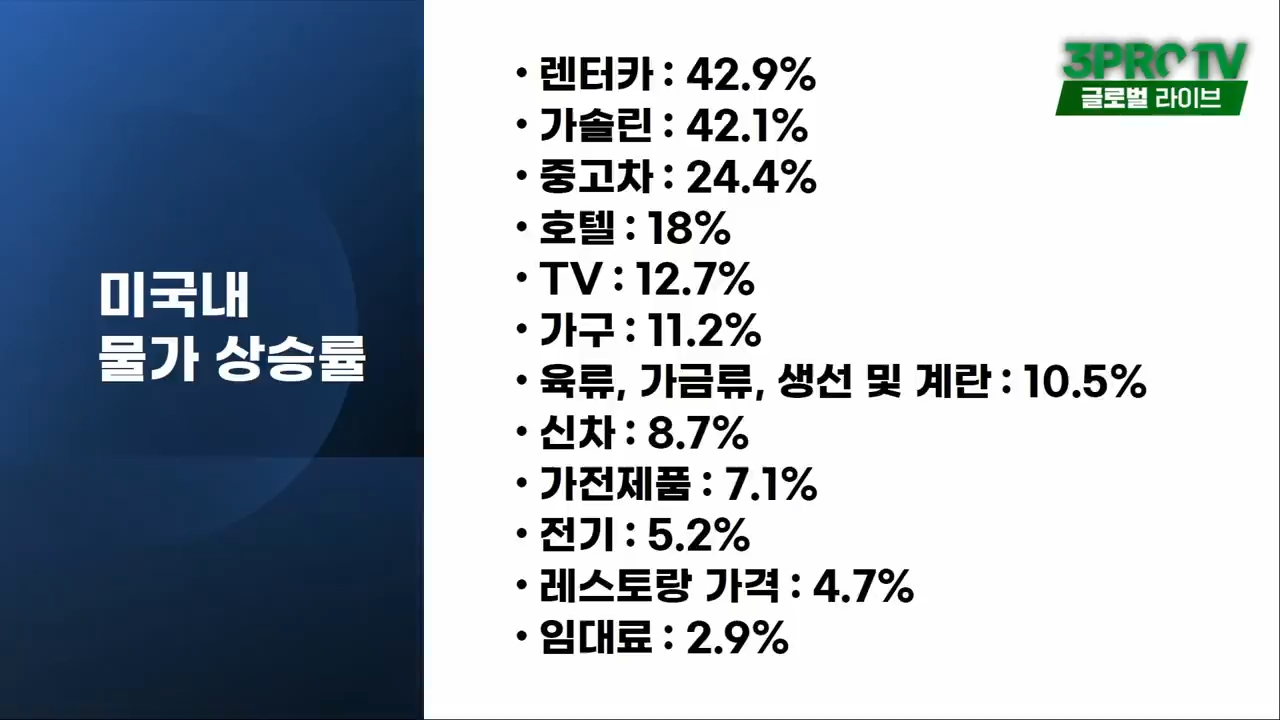 미국내
물가 상승률
• 렌터카 : 42.9%
• 가솔린 : 42.1%
• 중고차 : 24.4%
• 호텔 : 18%
• TV : 12.7%
• 가구 : 11.2%
• 육류, 가금류, 생선 및 계란 : 10.5%
• 신차 : 8.7%
• 가전제품 : 7.1%
• 전기 : 5.2%
• 레스토랑 가격 : 4.7%
• 임대료 : 2.9%
3PRO TV
글로벌 라이브